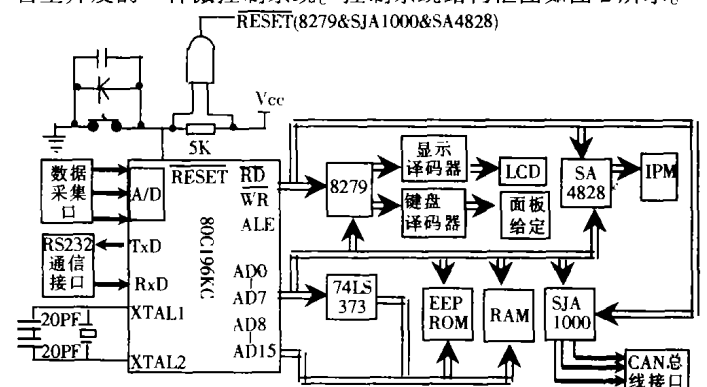 RESET(8279&SJA1000&SA4828)
Vcc
5K
数据
采集
口
A/D
RESET
RD
WR
ALE
80C196KC
8279
显示
译码器
LCD
键盘
译码器
面板
给定
SA
4828
IPM
RS232
通信
接口
TxD
RxD
AD0
AD7
AD8
AD15
74LS
373
EEP
ROM
RAM
SJA
1000
XTAL1
20PF
20PF
XTAL2
CAN总
线接口